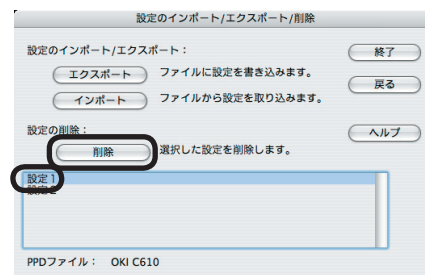 設定のインポート/エクスポート/削除
設定のインポート/エクスポート：
終了
エクスポート
ファイルに設定を書き込みます。
戻る
インポート
ファイルから設定を取り込みます。
設定の削除：
ヘルプ
削除
選択した設定を削除します。
設定1
設定2
PPDファイル： OKI C610